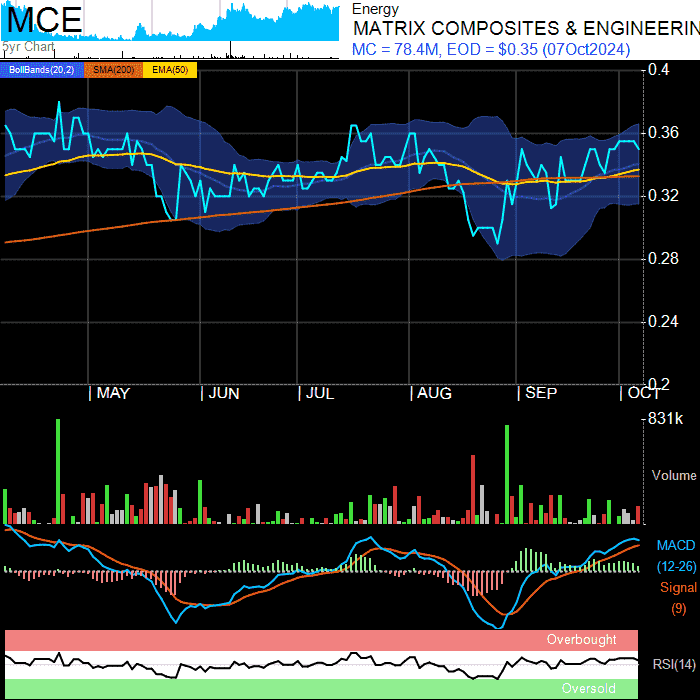 MCE
5yr Chart
Energy
MATRIX COMPOSITES & ENGINEERIN
MC = 78.4M, EOD = $0.35 (07Oct2024)
BollBands(20,2) SMA(200) EMA(50)
0.4
0.36
0.32
0.28
0.24
0.2
MAY JUN JUL AUG SEP OCT
831k
Volume
MACD
(12-26)
Signal
(9)
Overbought
RSI(14)
Oversold